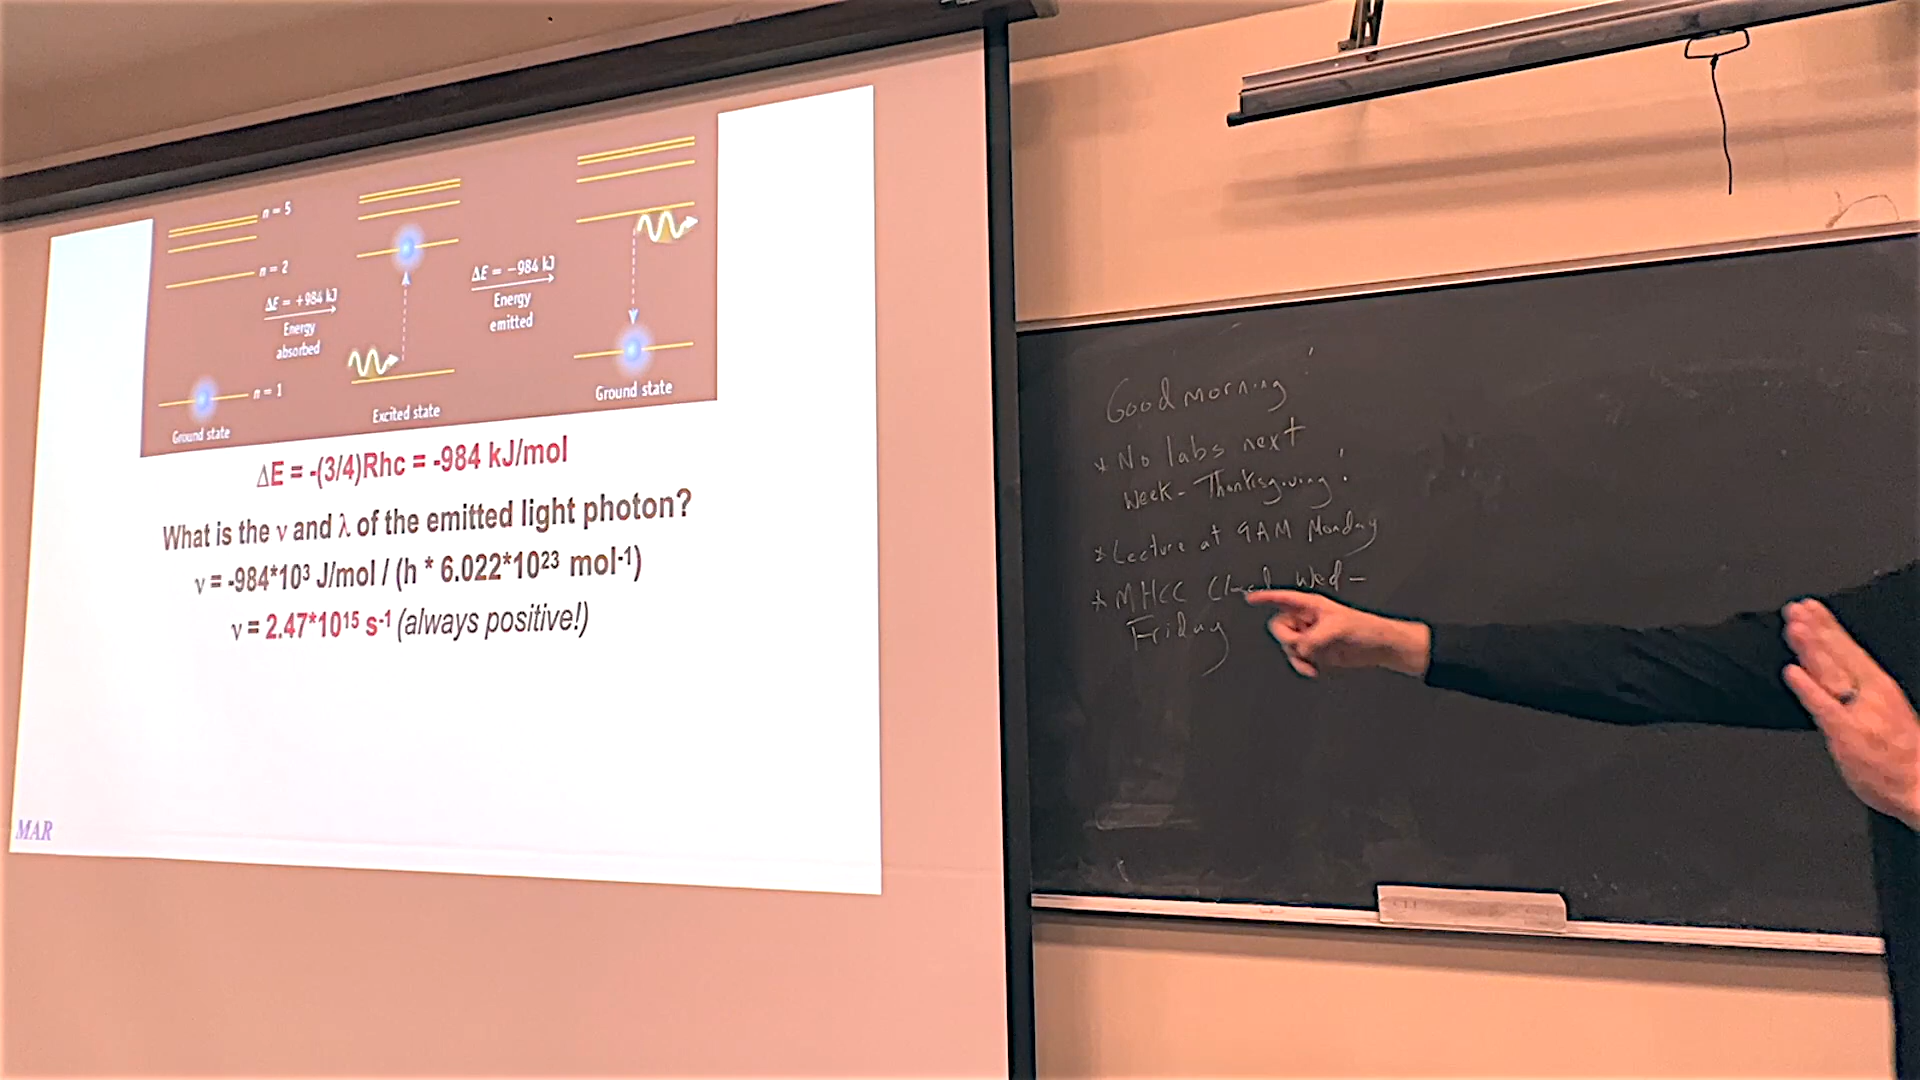 n = 5
n = 2
ΔE = +984 kJ
Energy
absorbed
n = 1
Ground state
Excited state
ΔE = −984 kJ
Energy
emitted
Ground state
ΔE = -(3/4)Rhc = -984 kJ/mol
What is the ν and λ of the emitted light photon?
ν = -984*10³ J/mol / (h * 6.022*10²³ mol⁻¹)
ν = 2.47*10¹⁵ s⁻¹ (always positive!)
MAR
Good morning!
* No labs next
week - Thanksgiving!
* Lecture at 9AM Monday
* MHCC Wed -
Friday